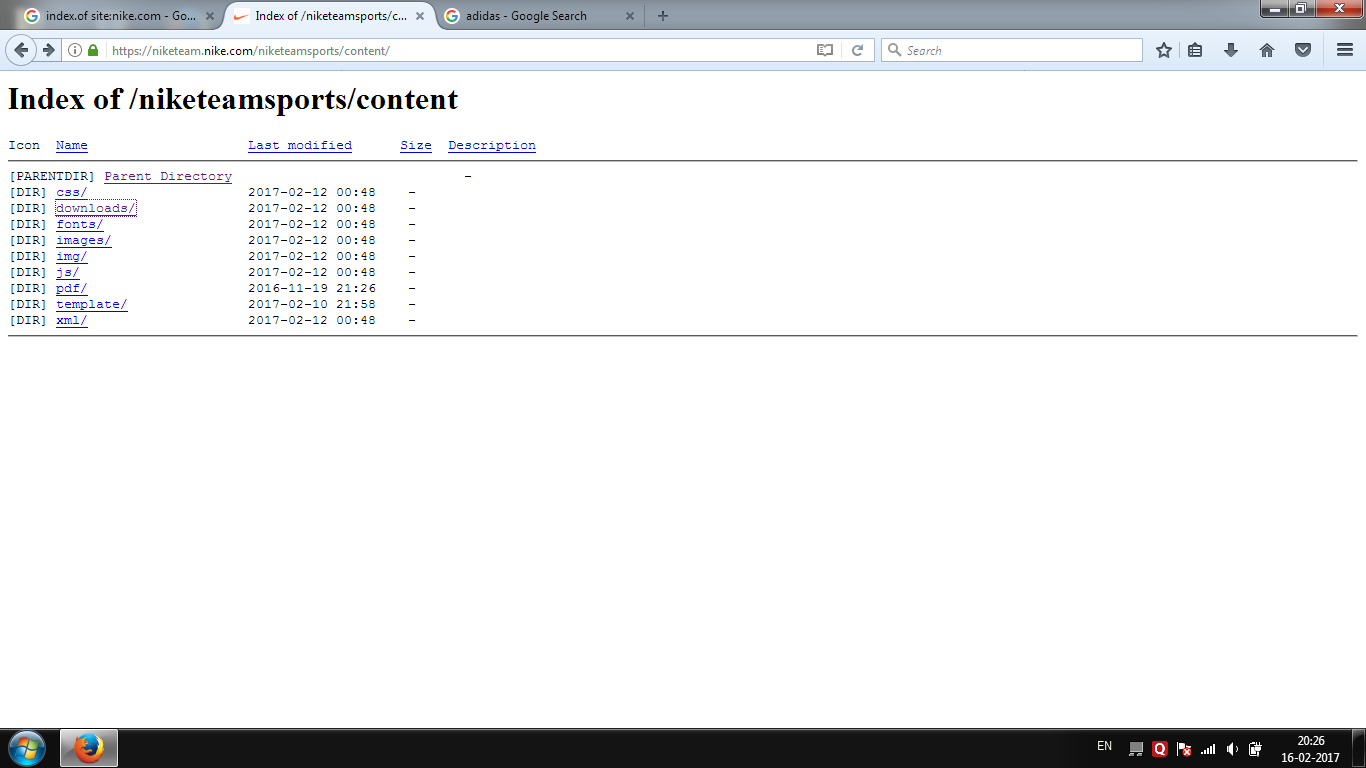 index.of site:nike.com - Go...
Index of /niketeamsports/c...
adidas - Google Search
https://niketeam.nike.com/niketeamsports/content/
Search
Index of /niketeamsports/content
Icon Name Last modified Size Description
[PARENTDIR] Parent Directory -
[DIR] css/ 2017-02-12 00:48 -
[DIR] downloads/ 2017-02-12 00:48 -
[DIR] fonts/ 2017-02-12 00:48 -
[DIR] images/ 2017-02-12 00:48 -
[DIR] img/ 2017-02-12 00:48 -
[DIR] js/ 2017-02-12 00:48 -
[DIR] pdf/ 2016-11-19 21:26 -
[DIR] template/ 2017-02-10 21:58 -
[DIR] xml/ 2017-02-12 00:48 -
EN
20:26
16-02-2017